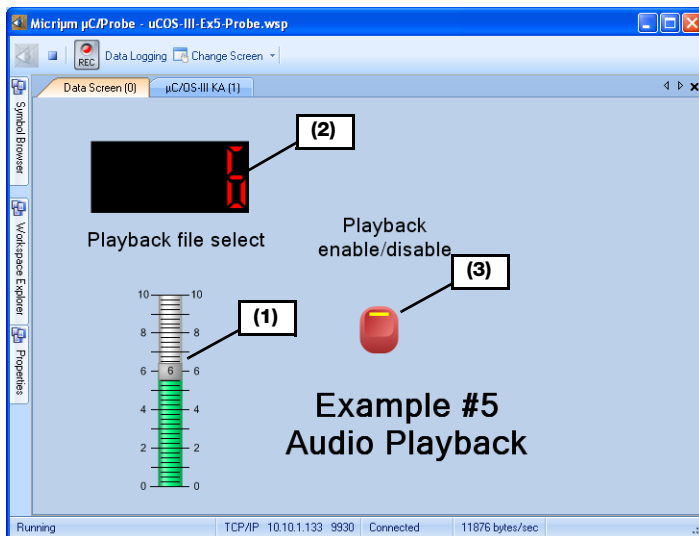 Micriµm µC/Probe - uCOS-III-Ex5-Probe.wsp
REC
Data Logging
Change Screen
Data Screen (0)
µC/OS-III KA (1)
Symbol Browser
Workspace Explorer
Properties
6
(2)
Playback file select
Playback
enable/disable
(3)
(1)
10 10
8 8
6 6 6
4 4
2 2
0 0
Example #5
Audio Playback
Running
TCP/IP 10.10.1.133 9930
Connected
11876 bytes/sec